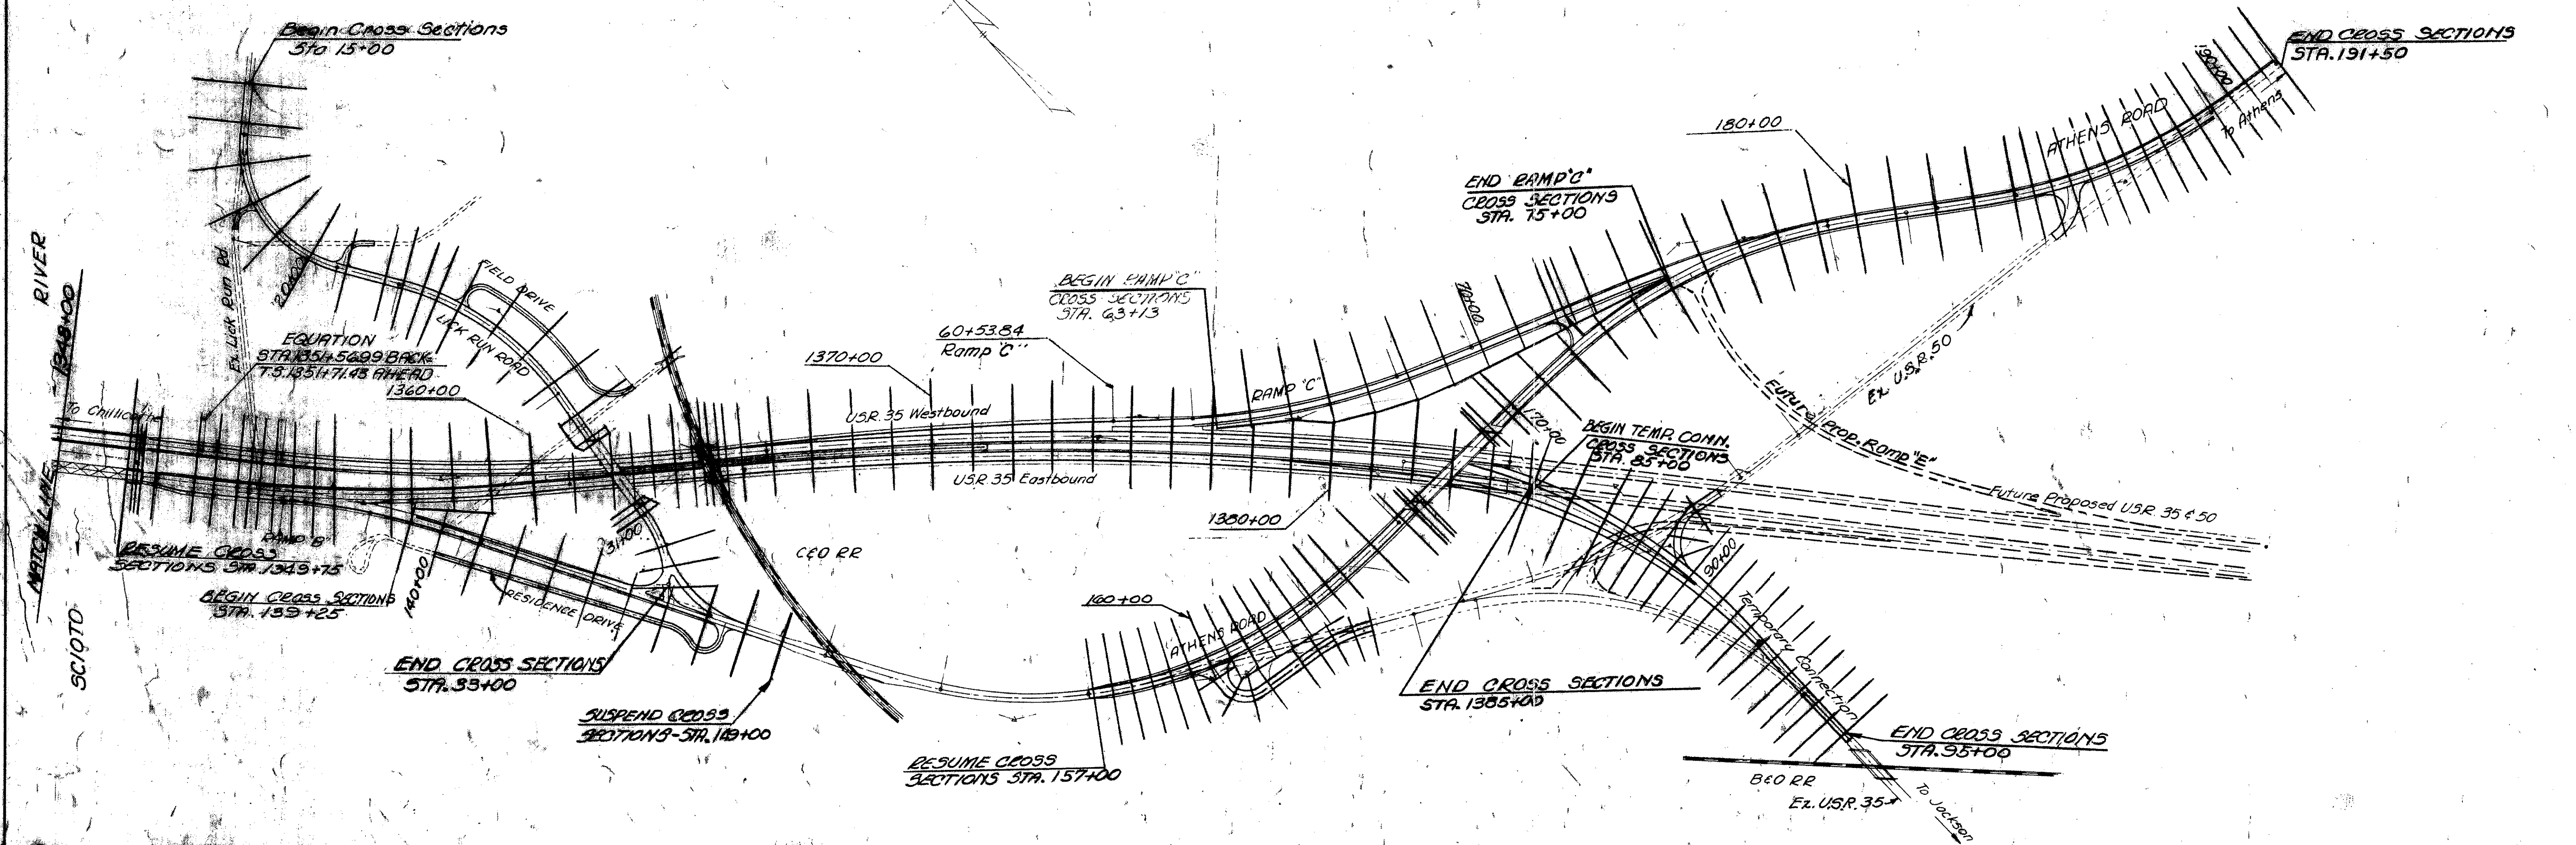 Begin Cross Sections
Sta 15+00
END CROSS SECTIONS
STA. 191+50
190+00
To Athens
ATHENS ROAD
180+00
END RAMP "C"
CROSS SECTIONS
STA. 75+00
RIVER
MATCH LINE 1348+00
SCIOTO
Ex. Lick Run Rd
20+00
FIELD DRIVE
LICK RUN ROAD
EQUATION
STA.1351+56.99 BACK
T.S.1351+71.43 AHEAD
1360+00
BEGIN RAMP "C"
CROSS SECTIONS
STA. 63+13
60+53.84
Ramp "C"
1370+00
70+00
RAMP "C"
To Chillicothe
U.S.R. 35 Westbound
U.S.R. 35 Eastbound
170+00
BEGIN TEMP. CONN.
CROSS SECTIONS
STA. 85+00
Ex. U.S.R. 50
Future Prop. Ramp "E"
Future Proposed U.S.R. 35 & 50
1380+00
31+00
C&O RR
RAMP B
RESUME CROSS
SECTIONS STA. 1349+75
BEGIN CROSS SECTIONS
STA. 139+25
140+00
RESIDENCE DRIVE
160+00
ATHENS ROAD
90+00
Temporary Connection
END CROSS SECTIONS
STA. 33+00
SUSPEND CROSS
SECTIONS-STA. 149+00
RESUME CROSS
SECTIONS STA. 157+00
END CROSS SECTIONS
STA. 1385+00
END CROSS SECTIONS
STA. 95+00
B&O RR
Ex. U.S.R. 35
To Jackson